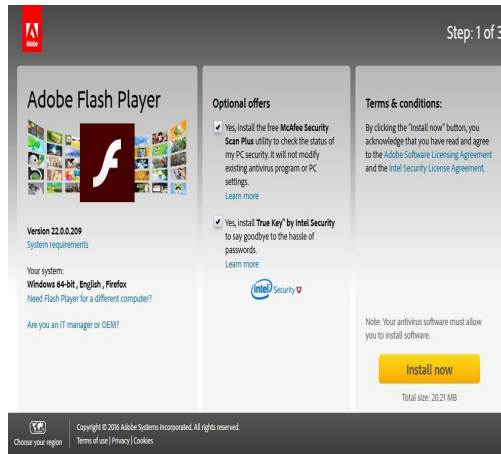 Adobe
Step: 1 of 3
Adobe Flash Player
Version 22.0.0.209
System requirements
Your system:
Windows 64-bit , English , Firefox
Need Flash Player for a different computer?
Are you an IT manager or OEM?
Optional offers
Yes, install the free McAfee Security
Scan Plus utility to check the status of
my PC security. It will not modify
existing antivirus program or PC
settings.
Learn more
Yes, install True Key™ by Intel Security
to say goodbye to the hassle of
passwords.
Learn more
intel Security
Terms & conditions:
By clicking the "Install now" button, you
acknowledge that you have read and agree
to the Adobe Software Licensing Agreement
and the Intel Security License Agreement.
Note: Your antivirus software must allow
you to install software.
Install now
Total size: 20.21 MB
Choose your region
Copyright © 2016 Adobe Systems Incorporated. All rights reserved.
Terms of use | Privacy | Cookies